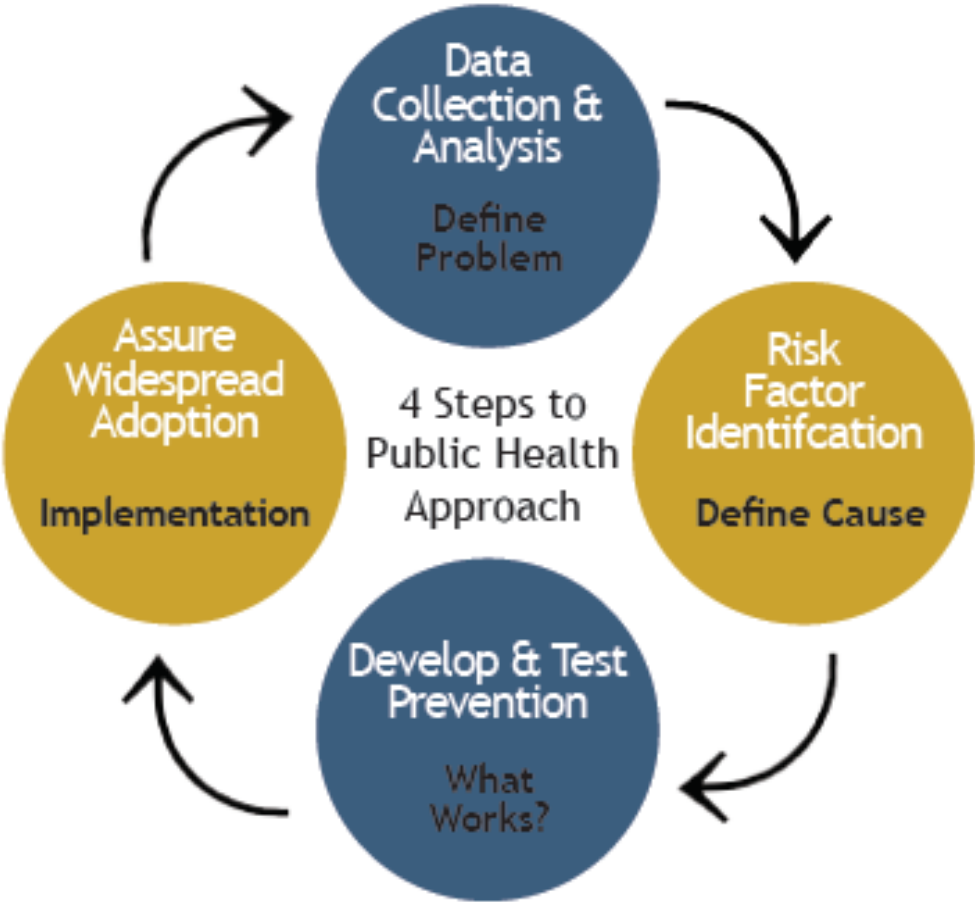 Data
Collection &
Analysis
Define
Problem
Risk
Factor
Identifcation
Define Cause
Develop & Test
Prevention
What
Works?
Assure
Widespread
Adoption
Implementation
4 Steps to
Public Health
Approach